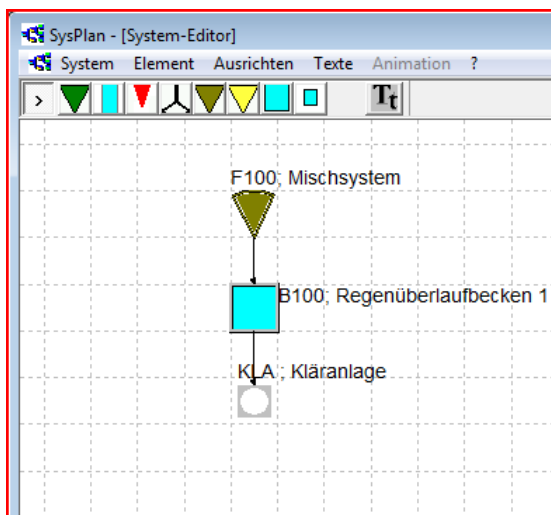 SysPlan - [System-Editor]
System Element Ausrichten Texte Animation ?
> Tt
F100; Mischsystem
B100; Regenüberlaufbecken 1
KLA ; Kläranlage